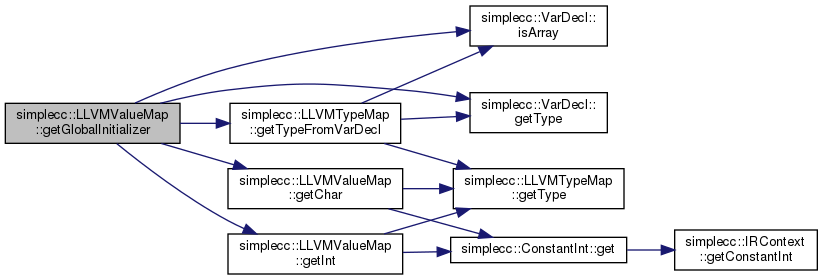 simplecc::LLVMValueMap
::getGlobalInitializer
simplecc::VarDecl::
isArray
simplecc::LLVMTypeMap
::getTypeFromVarDecl
simplecc::VarDecl::
getType
simplecc::LLVMValueMap
::getChar
simplecc::LLVMTypeMap
::getType
simplecc::LLVMValueMap
::getInt
simplecc::ConstantInt::get
simplecc::IRContext
::getConstantInt